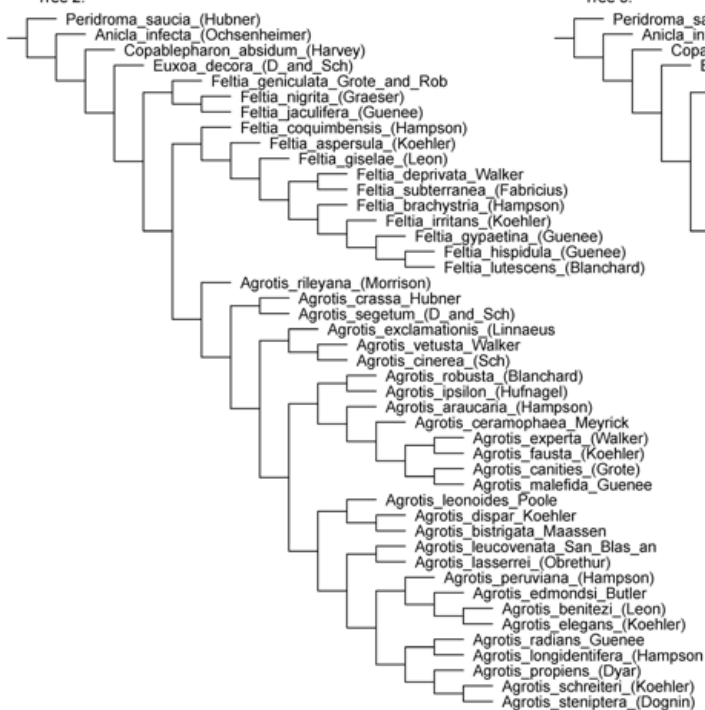 Peridroma_saucia_(Hubner)
Anicla_infecta_(Ochsenheimer)
Copablepharon_absidum_(Harvey)
Euxoa_decora_(D_and_Sch)
Feltia_geniculata_Grote_and_Rob
Feltia_nigrita_(Graeser)
Feltia_jaculifera_(Guenee)
Feltia_coquimbensis_(Hampson)
Feltia_aspersula_(Koehler)
Feltia_giselae_(Leon)
Feltia_deprivata_Walker
Feltia_subterranea_(Fabricius)
Feltia_brachystria_(Hampson)
Feltia_irritans_(Koehler)
Feltia_gypaetina_(Guenee)
Feltia_hispidula_(Guenee)
Feltia_lutescens_(Blanchard)
Agrotis_rileyana_(Morrison)
Agrotis_crassa_Hubner
Agrotis_segetum_(D_and_Sch)
Agrotis_exclamationis_(Linnaeus
Agrotis_vetusta_Walker
Agrotis_cinerea_(Sch)
Agrotis_robusta_(Blanchard)
Agrotis_ipsilon_(Hufnagel)
Agrotis_araucaria_(Hampson)
Agrotis_ceramophaea_Meyrick
Agrotis_experta_(Walker)
Agrotis_fausta_(Koehler)
Agrotis_canities_(Grote)
Agrotis_malefida_Guenee
Agrotis_leonoides_Poole
Agrotis_dispar_Koehler
Agrotis_bistrigata_Maassen
Agrotis_leucovenata_San_Blas_an
Agrotis_lasserrei_(Obrethur)
Agrotis_peruviana_(Hampson)
Agrotis_edmondsi_Butler
Agrotis_benitezi_(Leon)
Agrotis_elegans_(Koehler)
Agrotis_radians_Guenee
Agrotis_longidentifera_(Hampson
Agrotis_propiens_(Dyar)
Agrotis_schreiteri_(Koehler)
Agrotis_steniptera_(Dognin)
Peridroma_sa
Anicla_in
Copa
E